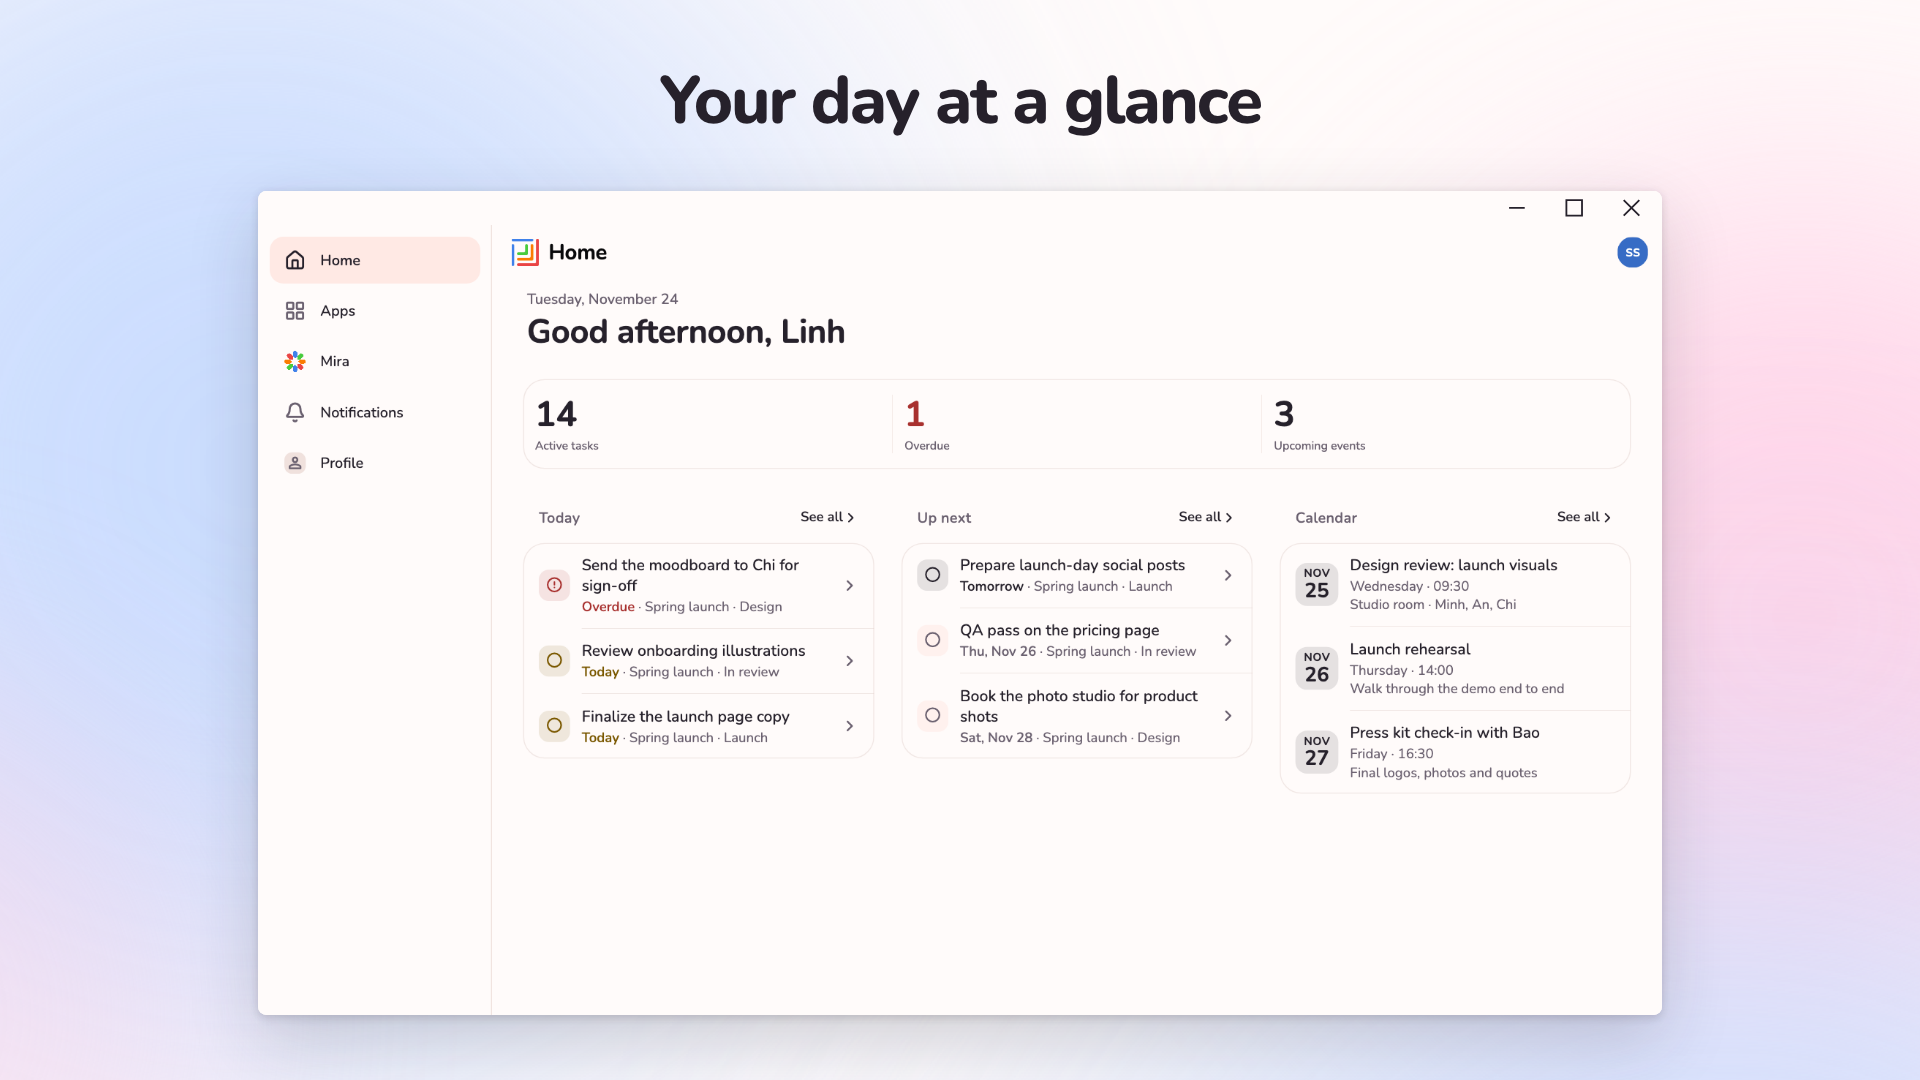 Your day at a glance
Home
Apps
Mira
Notifications
Profile
Home
SS
Tuesday, November 24
Good afternoon, Linh
14
Active tasks
1
Overdue
3
Upcoming events
Today
See all
Send the moodboard to Chi for
sign-off
Overdue · Spring launch · Design
Review onboarding illustrations
Today · Spring launch · In review
Finalize the launch page copy
Today · Spring launch · Launch
Up next
See all
Prepare launch-day social posts
Tomorrow · Spring launch · Launch
QA pass on the pricing page
Thu, Nov 26 · Spring launch · In review
Book the photo studio for product
shots
Sat, Nov 28 · Spring launch · Design
Calendar
See all
NOV
25
Design review: launch visuals
Wednesday · 09:30
Studio room · Minh, An, Chi
NOV
26
Launch rehearsal
Thursday · 14:00
Walk through the demo end to end
NOV
27
Press kit check-in with Bao
Friday · 16:30
Final logos, photos and quotes